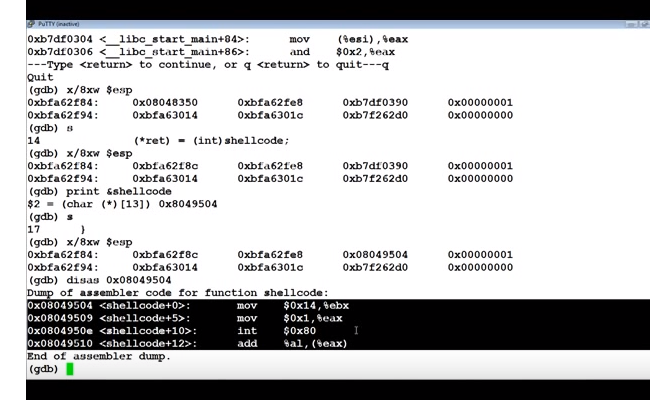 PuTTY (inactive)
0xb7df0304 <__libc_start_main+84>: mov (%esi),%eax
0xb7df0306 <__libc_start_main+86>: and $0x2,%eax
---Type <return> to continue, or q <return> to quit---q
Quit
(gdb) x/8xw $esp
0xbfa62f84: 0x08048350 0xbfa62fe8 0xb7df0390 0x00000001
0xbfa62f94: 0xbfa63014 0xbfa6301c 0xb7f262d0 0x00000000
(gdb) s
14 (*ret) = (int)shellcode;
(gdb) x/8xw $esp
0xbfa62f84: 0xbfa62f8c 0xbfa62fe8 0xb7df0390 0x00000001
0xbfa62f94: 0xbfa63014 0xbfa6301c 0xb7f262d0 0x00000000
(gdb) print &shellcode
$2 = (char (*)[13]) 0x8049504
(gdb) s
17 }
(gdb) x/8xw $esp
0xbfa62f84: 0xbfa62f8c 0xbfa62fe8 0x08049504 0x00000001
0xbfa62f94: 0xbfa63014 0xbfa6301c 0xb7f262d0 0x00000000
(gdb) disas 0x08049504
Dump of assembler code for function shellcode:
0x08049504 <shellcode+0>: mov $0x14,%ebx
0x08049509 <shellcode+5>: mov $0x1,%eax
0x0804950e <shellcode+10>: int $0x80
0x08049510 <shellcode+12>: add %al,(%eax)
End of assembler dump.
(gdb)